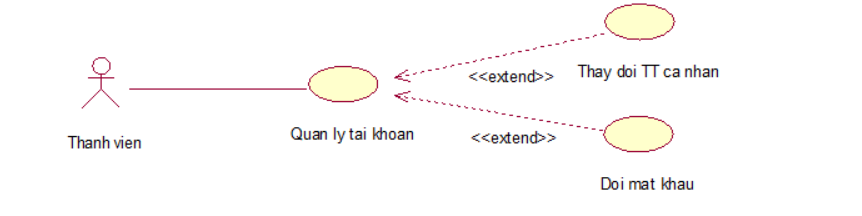 <<extend>>
Thay doi TT ca nhan
Thanh vien
Quan ly tai khoan
<<extend>>
Doi mat khau